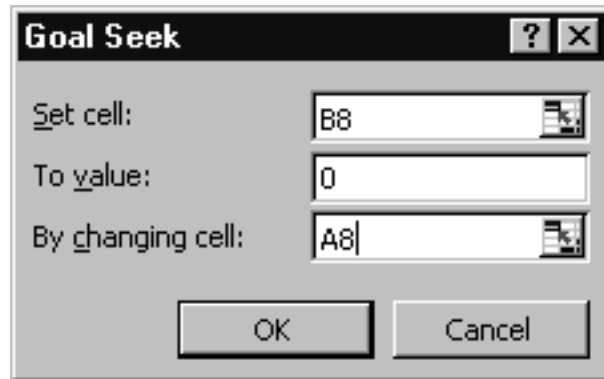 Goal Seek ? X
Set cell: B8
To value: 0
By changing cell: A8
OK Cancel